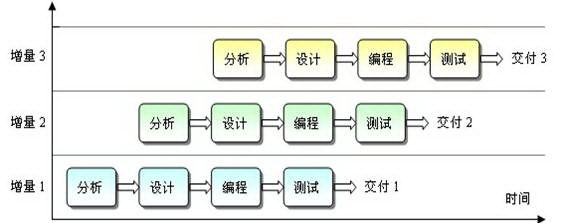 增量 3 分析 设计 编程 测试 交付 3
增量 2 分析 设计 编程 测试 交付 2
增量 1 分析 设计 编程 测试 交付 1
时间